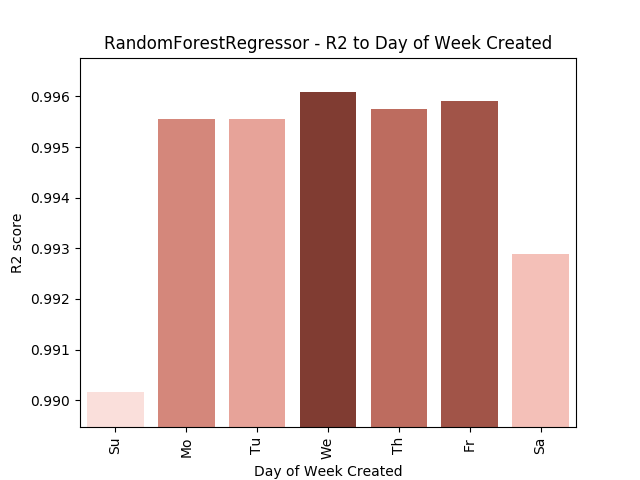 RandomForestRegressor - R2 to Day of Week Created
0.996
0.995
0.994
0.993
0.992
0.991
0.990
R2 score
Su
Mo
Tu
We
Th
Fr
Sa
Day of Week Created